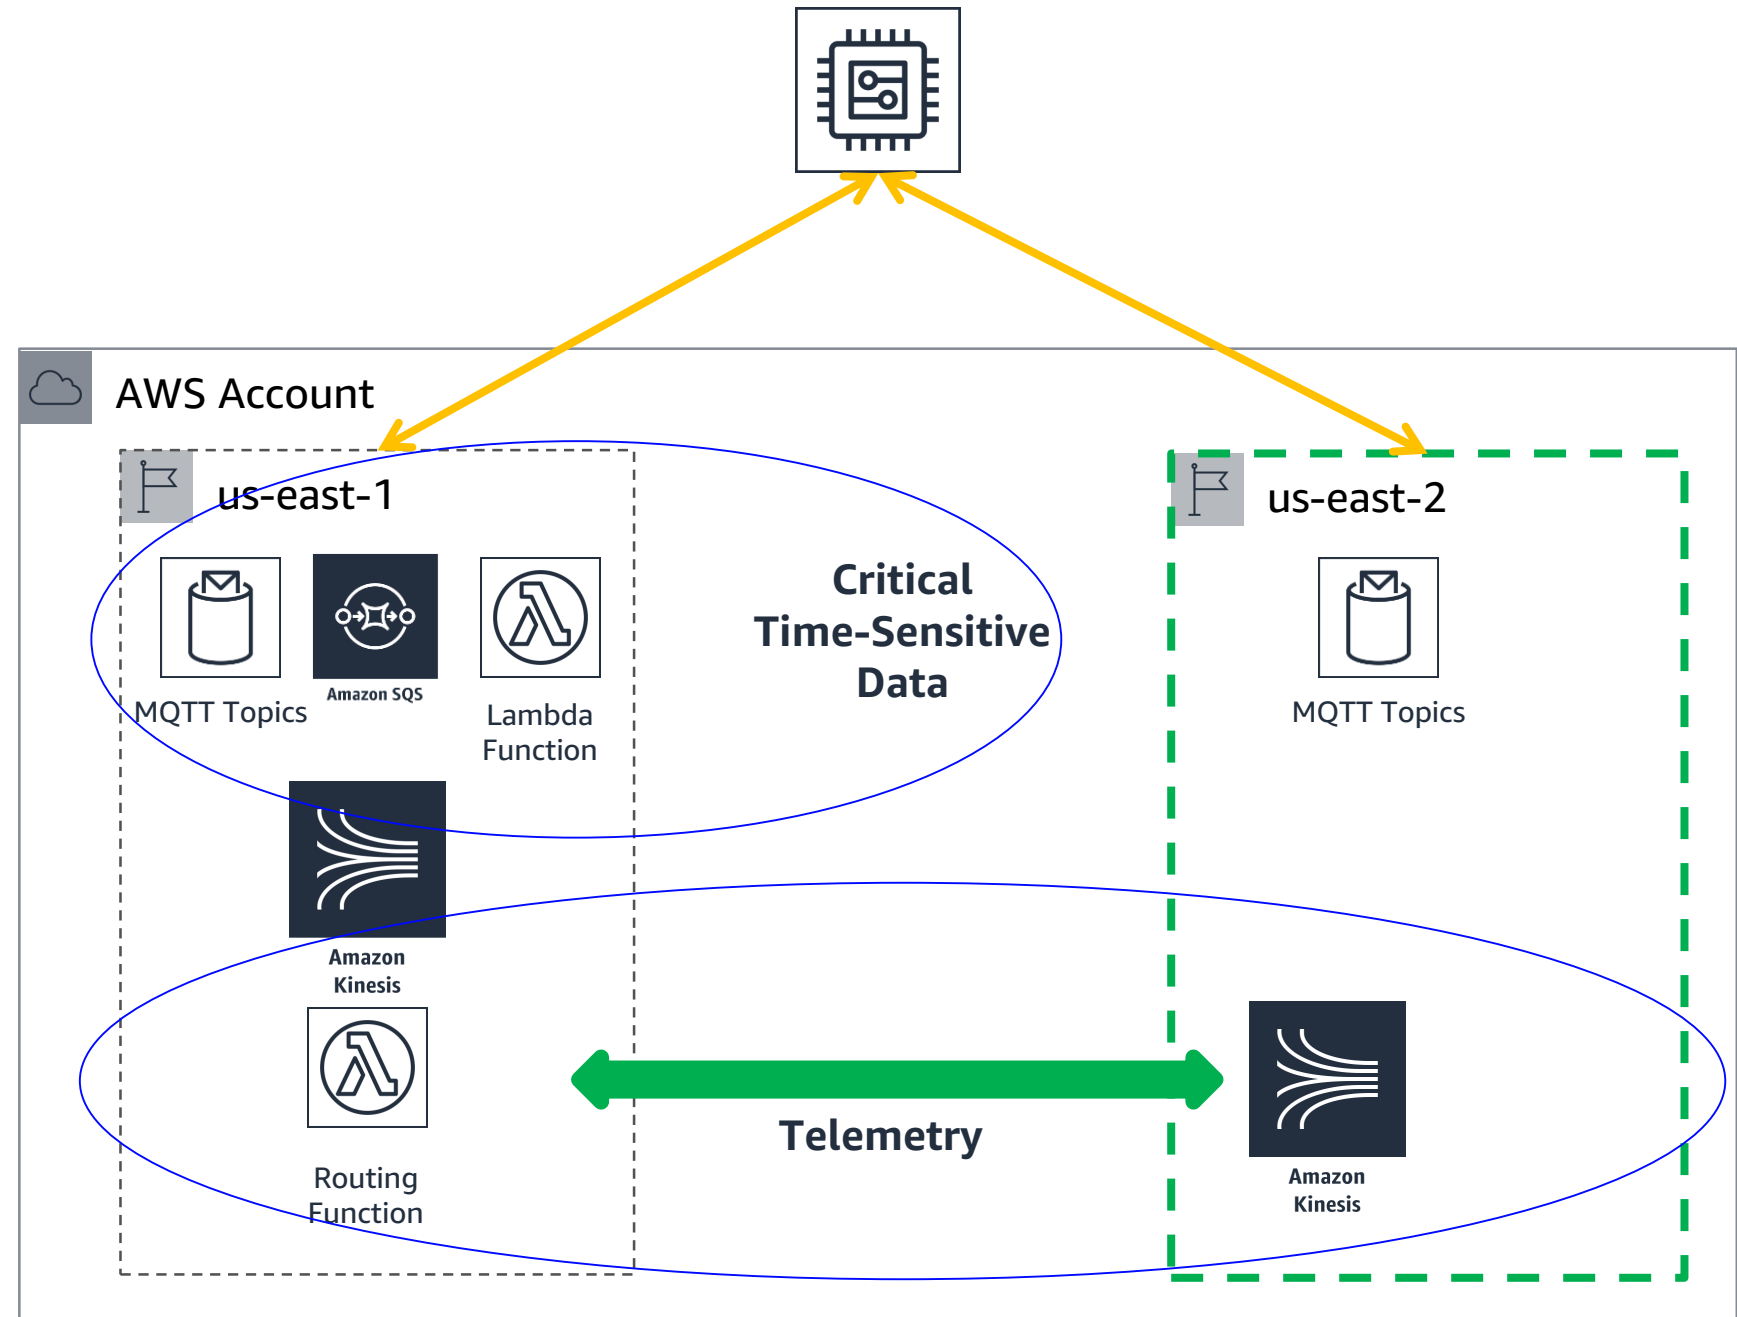 AWS Account
us-east-1
us-east-2
Critical
Time-Sensitive
Data
MQTT Topics
Amazon SQS
Lambda
Function
MQTT Topics
Amazon
Kinesis
Telemetry
Routing
Function
Amazon
Kinesis